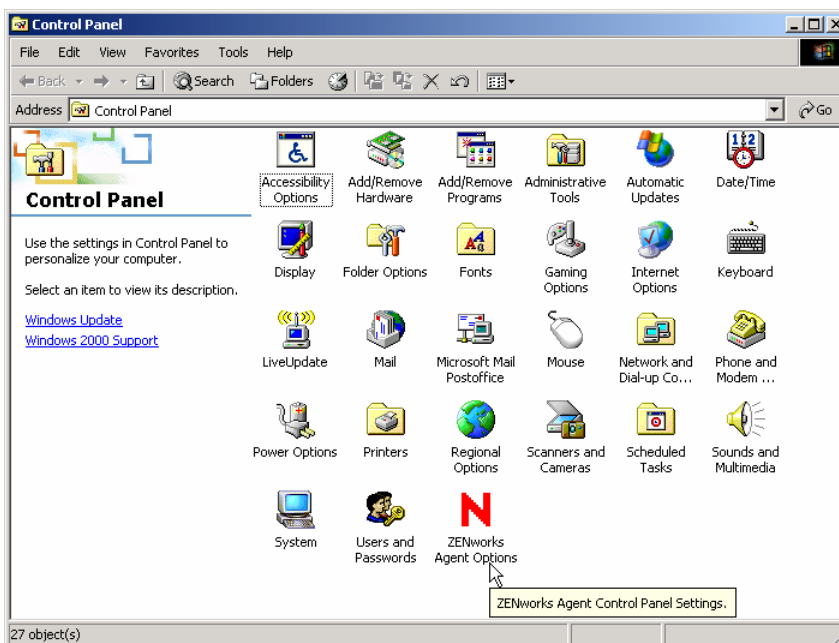 Control Panel
File Edit View Favorites Tools Help
Back Search Folders
Address Control Panel Go
Control Panel
Use the settings in Control Panel to
personalize your computer.
Select an item to view its description.
Windows Update
Windows 2000 Support
Accessibility
Options
Add/Remove
Hardware
Add/Remove
Programs
Administrative
Tools
Automatic
Updates
Date/Time
Display
Folder Options
Fonts
Gaming
Options
Internet
Options
Keyboard
LiveUpdate
Mail
Microsoft Mail
Postoffice
Mouse
Network and
Dial-up Co...
Phone and
Modem ...
Power Options
Printers
Regional
Options
Scanners and
Cameras
Scheduled
Tasks
Sounds and
Multimedia
System
Users and
Passwords
ZENworks
Agent Options
ZENworks Agent Control Panel Settings.
27 object(s)